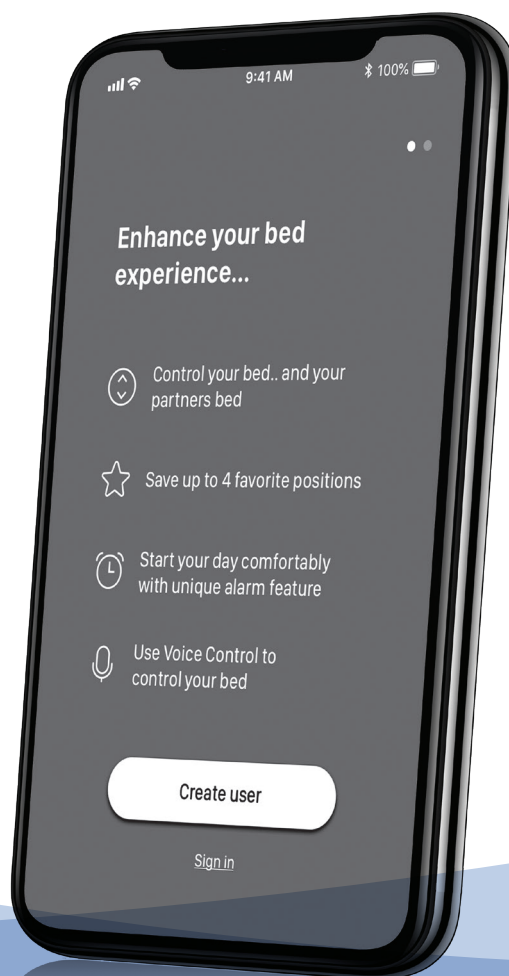 9:41 AM
100%
Enhance your bed
experience...
Control your bed.. and your
partners bed
Save up to 4 favorite positions
Start your day comfortably
with unique alarm feature
Use Voice Control to
control your bed
Create user
Sign in